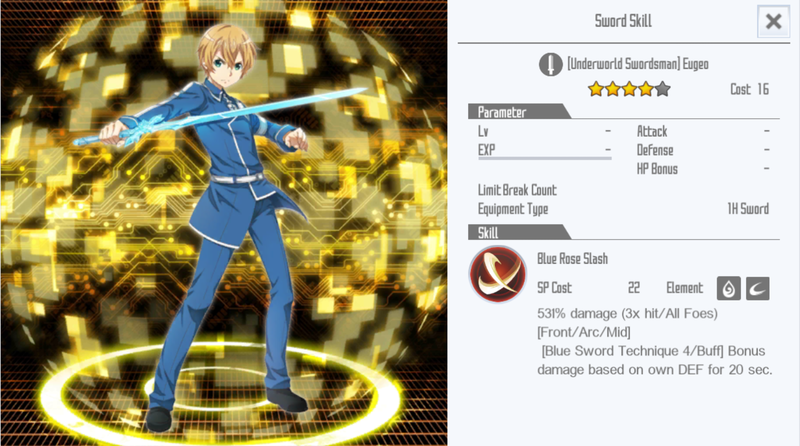 Sword Skill
[Underworld Swordsman] Eugeo
Cost 16
Parameter
Lv - Attack -
EXP - Defense -
HP Bonus -
Limit Break Count
Equipment Type 1H Sword
Skill
Blue Rose Slash
SP Cost 22 Element
531% damage (3x hit/All Foes)
[Front/Arc/Mid]
[Blue Sword Technique 4/Buff] Bonus
damage based on own DEF for 20 sec.